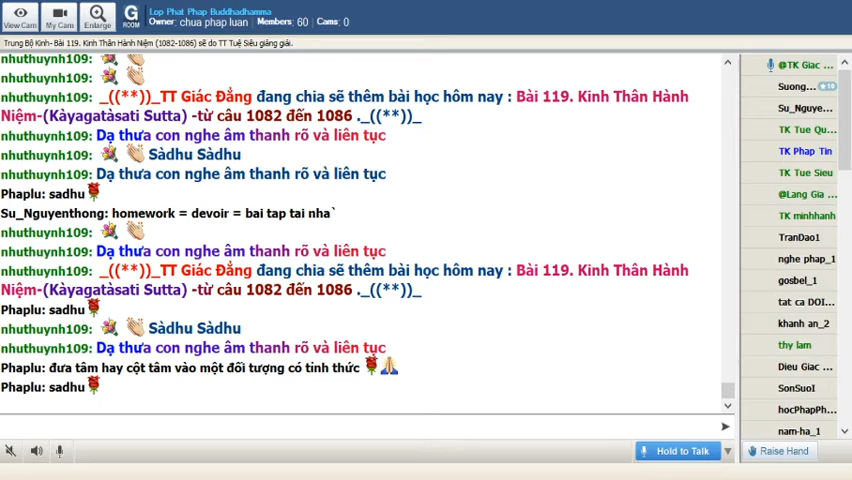 View Cam
My Cam
Enlarge
G
ROOM
Lop Phat Phap Buddhadhamma
Owner: chua phap luan Members: 60 Cams: 0
Trung Bộ Kinh- Bài 119. Kinh Thân Hành Niệm (1082-1086) sẽ do TT Tuệ Siêu giảng giải.
nhuthuynh109:
nhuthuynh109:
nhuthuynh109: _((**))_TT Giác Đẳng đang chia sẽ thêm bài học hôm nay : Bài 119. Kinh Thân Hành
Niệm-(Kàyagatàsati Sutta) -từ câu 1082 đến 1086 ._((**))_
nhuthuynh109: Dạ thưa con nghe âm thanh rõ và liên tục
nhuthuynh109: Sàdhu Sàdhu
nhuthuynh109: Dạ thưa con nghe âm thanh rõ và liên tục
Phaplu: sadhu
Su_Nguyenthong: homework = devoir = bai tap tai nha`
nhuthuynh109:
nhuthuynh109: Dạ thưa con nghe âm thanh rõ và liên tục
nhuthuynh109: _((**))_TT Giác Đẳng đang chia sẽ thêm bài học hôm nay : Bài 119. Kinh Thân Hành
Niệm-(Kàyagatàsati Sutta) -từ câu 1082 đến 1086 ._((**))_
Phaplu: sadhu
nhuthuynh109: Sàdhu Sàdhu
nhuthuynh109: Dạ thưa con nghe âm thanh rõ và liên tục
Phaplu: đưa tâm hay cột tâm vào một đối tượng có tỉnh thức
Phaplu: sadhu
@TK Giac ...
Suong... ★10
Su_Nguye...
TK Tue Qu...
TK Phap Tin
TK Tue Sieu
@Lang Gia ...
TK minhhanh
TranDao1
nghe phap_1
gosbel_1
tat ca DOI...
khanh an_2
thy lam
Dieu Giac ...
SonSuoI
hocPhapPh...
nam-ha_1
Hold to Talk
Raise Hand